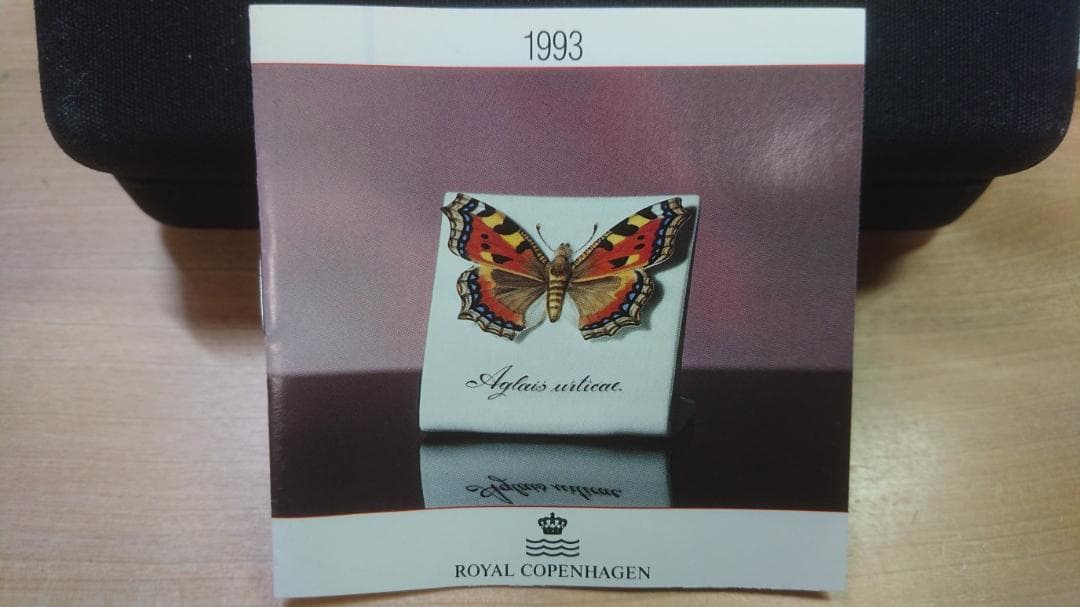 1993
Aglais urticae.
ROYAL COPENHAGEN